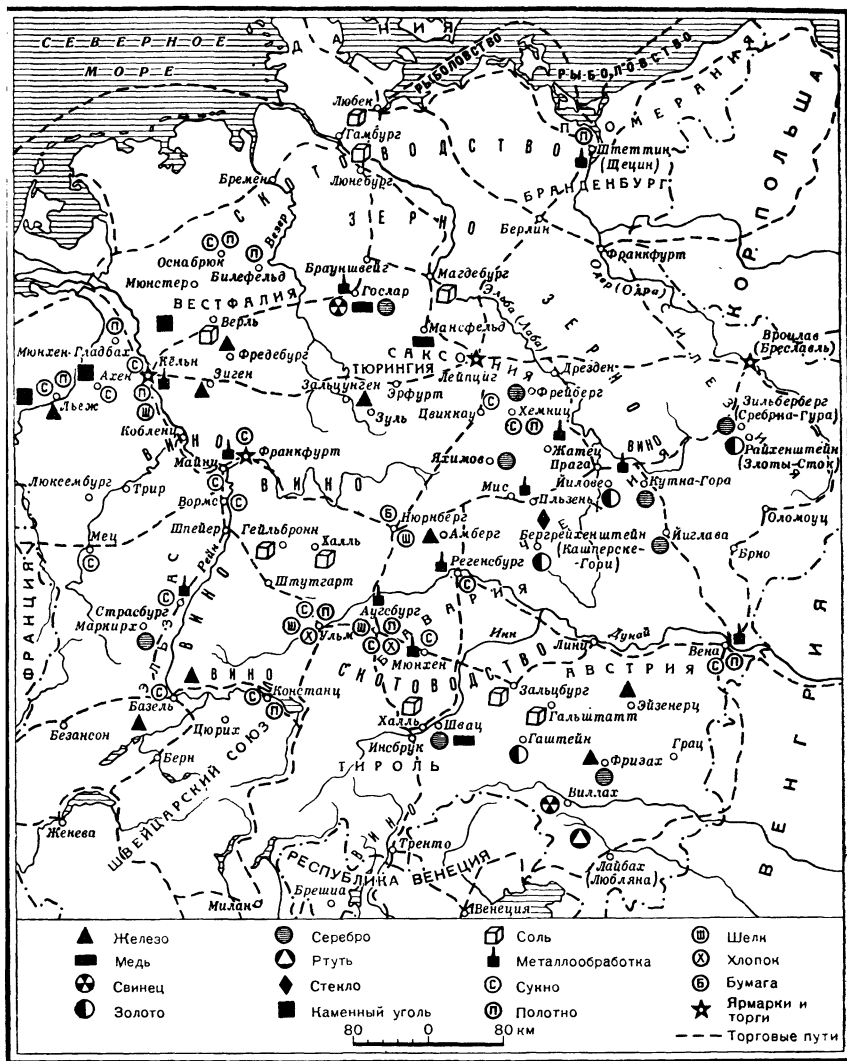 СЕВЕРНОЕ
МОРЕ
ДАНИЯ
РЫБОЛОВСТВО
РЫБОЛОВСТВО
ПОМЕРАНИЯ
КОР. ПОЛЬША
Любек
Гамбург
СКОТОВОДСТВО
Люнебург
Штеттин
(Щецин)
Бремен
БРАНДЕНБУРГ
ЗЕРНО
Берлин
Везер
Франкфурт
Одер (Одра)
Оснабрюк
Билефельд
Мюнстер
Брауншвейг
Магдебург
Гослар
ВЕСТФАЛИЯ
Эльба (Лаба)
ЗЕРНО
СИЛЕЗИЯ
Верль
Мансфельд
Вроцлав
(Бреславль)
Мюнхен-Гладбах
Кёльн
Фредебург
САКСОНИЯ
ТЮРИНГИЯ
Лейпциг
Дрезден
Ахен
Зиген
Зальцунген
Эрфурт
Фрейберг
Зильберберг
(Сребрна-Гура)
Льеж
Зуль
Цвиккау
Хемниц
Кобленц
ВИНО
Франкфурт
Жатец
Прага
ВИНО
Райхенштейн
(Злоты-Сток)
Майнц
Яхимов
Люксембург
Трир
ВИНО
Йилове
Кутна-Гора
Вормс
Мис
Пльзень
Нюрнберг
Мец
Шпейер
Гейльбронн
Халль
Амберг
Бергрейхенштейн
(Кашперске-
Гори)
Йиглава
Оломоуц
ЧЕХИЯ
Брно
Рейн
Регенсбург
ФРАНЦИЯ
Штутгарт
ЭЛЬЗАС
ВИНО
Страсбург
Маркирх
Аугсбург
БАВАРИЯ
Ульм
Инн
Дунай
Линц
Вена
Мюнхен
СКОТОВОДСТВО
АВСТРИЯ
ВЕНГРИЯ
ВИНО
Констанц
Зальцбург
Эйзенерц
Базель
Гальштатт
Безансон
Цюрих
Халль
Швац
Инсбрук
Гаштейн
Грац
Берн
ТИРОЛЬ
Фризах
ШВЕЙЦАРСКИЙ СОЮЗ
Виллах
Женева
ВИНО
Тренто
РЕСПУБЛИКА ВЕНЕЦИЯ
Лайбах
(Любляна)
Милан
Брешиа
Венеция
Железо
Серебро
Соль
Ш Шелк
Медь
Ртуть
Металлообработка
Х Хлопок
Свинец
Стекло
С Сукно
Б Бумага
Золото
Каменный уголь
П Полотно
Ярмарки и
торги
80 0 80 км
Торговые пути